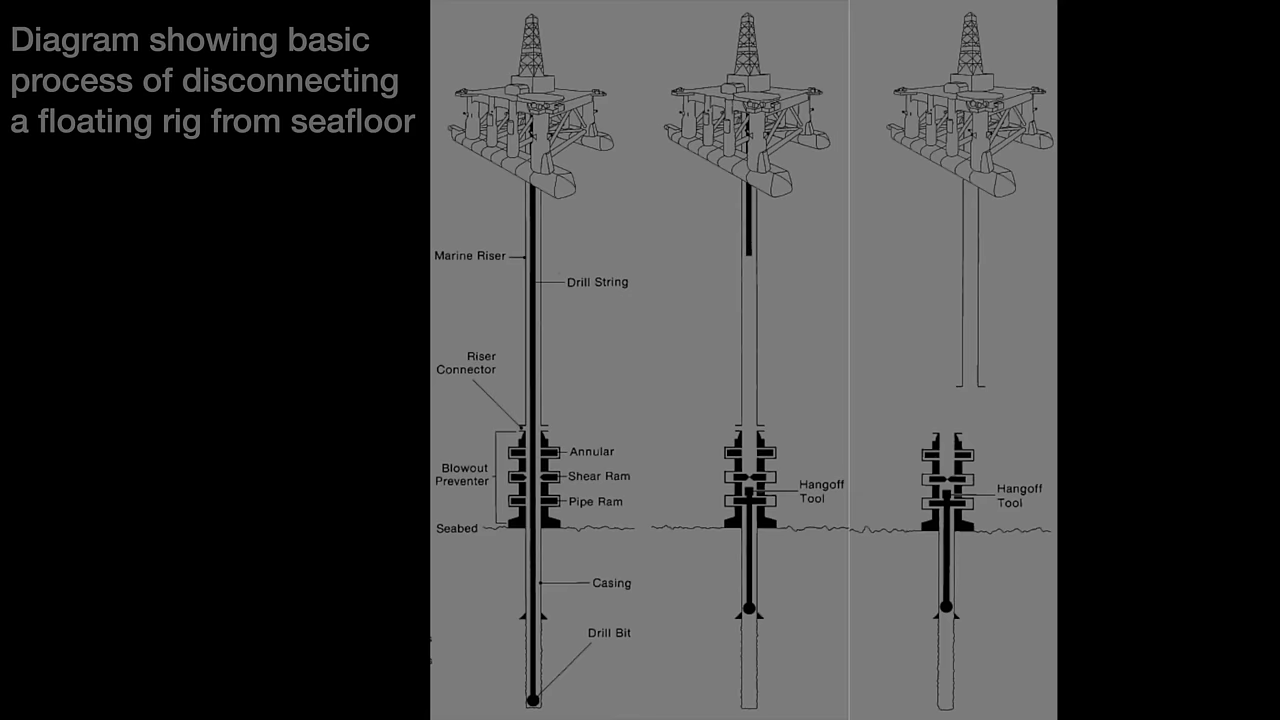 Diagram showing basic
process of disconnecting
a floating rig from seafloor
Marine Riser
Drill String
Riser
Connector
Annular
Blowout
Preventer
Shear Ram
Pipe Ram
Seabed
Casing
Drill Bit
Hangoff
Tool
Hangoff
Tool